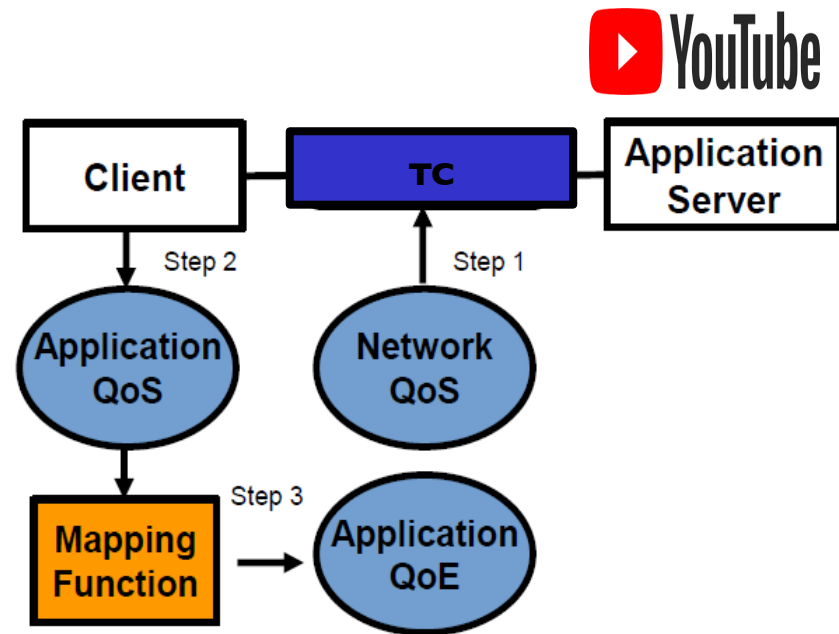 YouTube
Client
TC
Application
Server
Step 2
Step 1
Application
QoS
Network
QoS
Step 3
Mapping
Function
Application
QoE